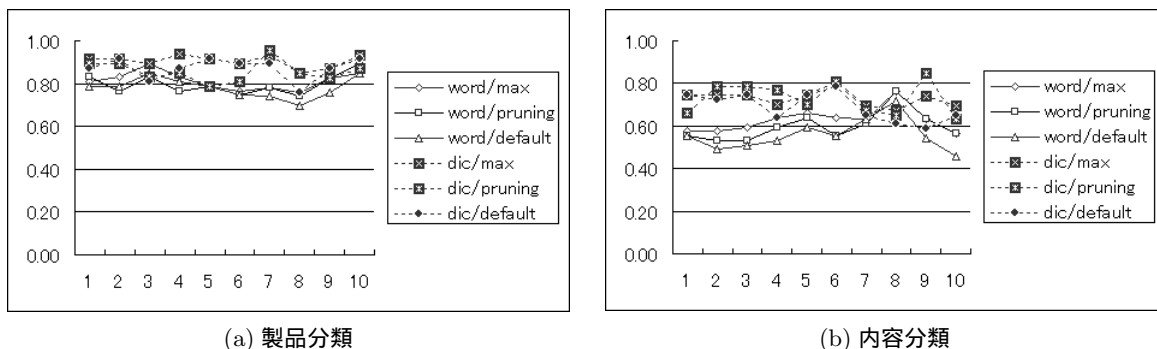 1.00
0.80
0.60
0.40
0.20
0.00
1 2 3 4 5 6 7 8 9 10
word/max
word/pruning
word/default
dic/max
dic/pruning
dic/default
(a) 製品分類
1.00
0.80
0.60
0.40
0.20
0.00
1 2 3 4 5 6 7 8 9 10
word/max
word/pruning
word/default
dic/max
dic/pruning
dic/default
(b) 内容分類